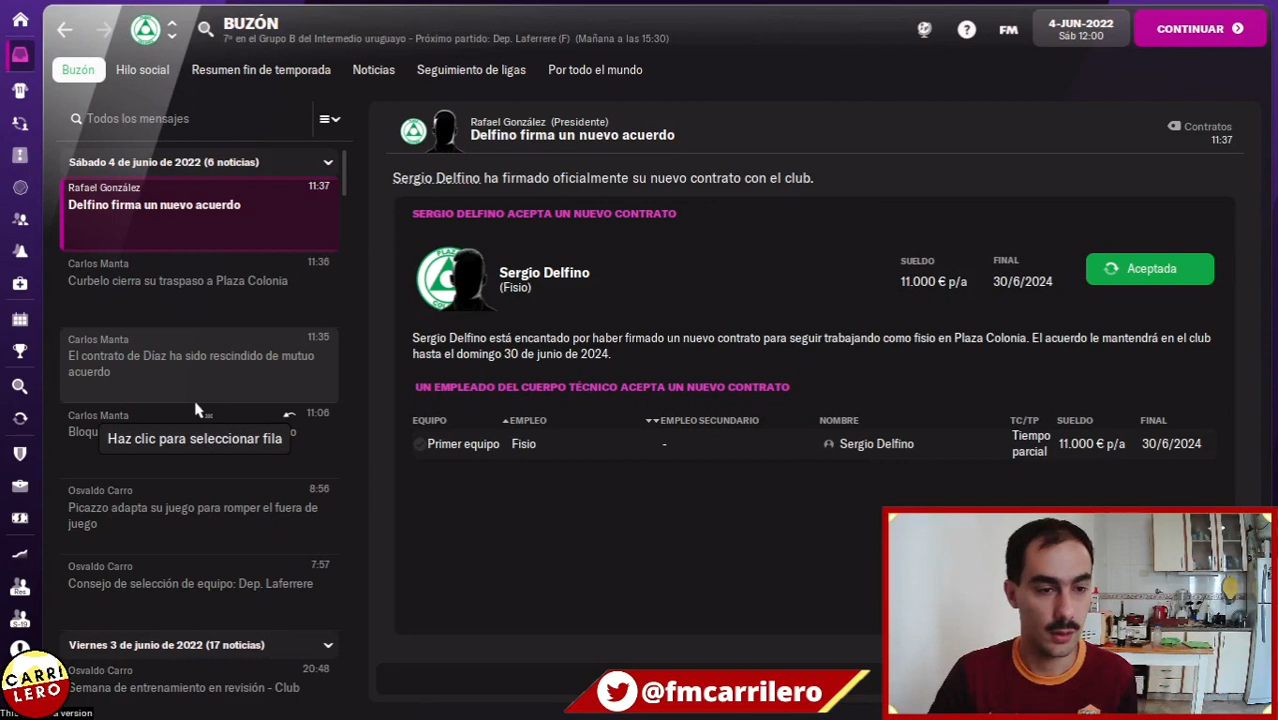 BUZÓN
7ª en el Grupo B del Intermedio uruguayo - Próximo partido: Dep. Laferrere (F) (Mañana a las 15:30)
FM
4-JUN-2022
Sáb 12:00
CONTINUAR
Buzón
Hilo social
Resumen fin de temporada
Noticias
Seguimiento de ligas
Por todo el mundo
Todos los mensajes
Sábado 4 de junio de 2022 (6 noticias)
Rafael González 11:37
Delfino firma un nuevo acuerdo
Carlos Manta 11:36
Curbelo cierra su traspaso a Plaza Colonia
Carlos Manta 11:35
El contrato de Díaz ha sido rescindido de mutuo
acuerdo
Carlos Manta 11:06
Haz clic para seleccionar fila
Osvaldo Carro 8:56
Picazzo adapta su juego para romper el fuera de
juego
Osvaldo Carro 7:57
Consejo de selección de equipo: Dep. Laferrere
Viernes 3 de junio de 2022 (17 noticias)
Osvaldo Carro 20:48
Semana de entrenamiento en revisión - Club
Rafael González (Presidente)
Delfino firma un nuevo acuerdo
Contratos
11:37
Sergio Delfino ha firmado oficialmente su nuevo contrato con el club.
SERGIO DELFINO ACEPTA UN NUEVO CONTRATO
Sergio Delfino
(Fisio)
SUELDO
11.000 € p/a
FINAL
30/6/2024
Aceptada
Sergio Delfino está encantado por haber firmado un nuevo contrato para seguir trabajando como fisio en Plaza Colonia. El acuerdo le mantendrá en el club
hasta el domingo 30 de junio de 2024.
UN EMPLEADO DEL CUERPO TÉCNICO ACEPTA UN NUEVO CONTRATO
EQUIPO EMPLEO EMPLEO SECUNDARIO NOMBRE TC/TP SUELDO FINAL
Primer equipo Fisio - Sergio Delfino Tiempo parcial 11.000 € p/a 30/6/2024
Res
S-19
CARRI
LERO
@fmcarrilero